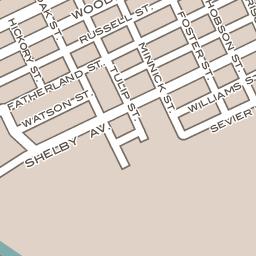 WOOD
RUSSELL ST.
HICKORY ST.
OAK ST.
FATHERLAND ST.
WATSON ST.
SHELBY AV.
TULIP ST.
MINNICK ST.
FOSTER ST.
HOBSON ST.
WILLIAMS S
SEVIER